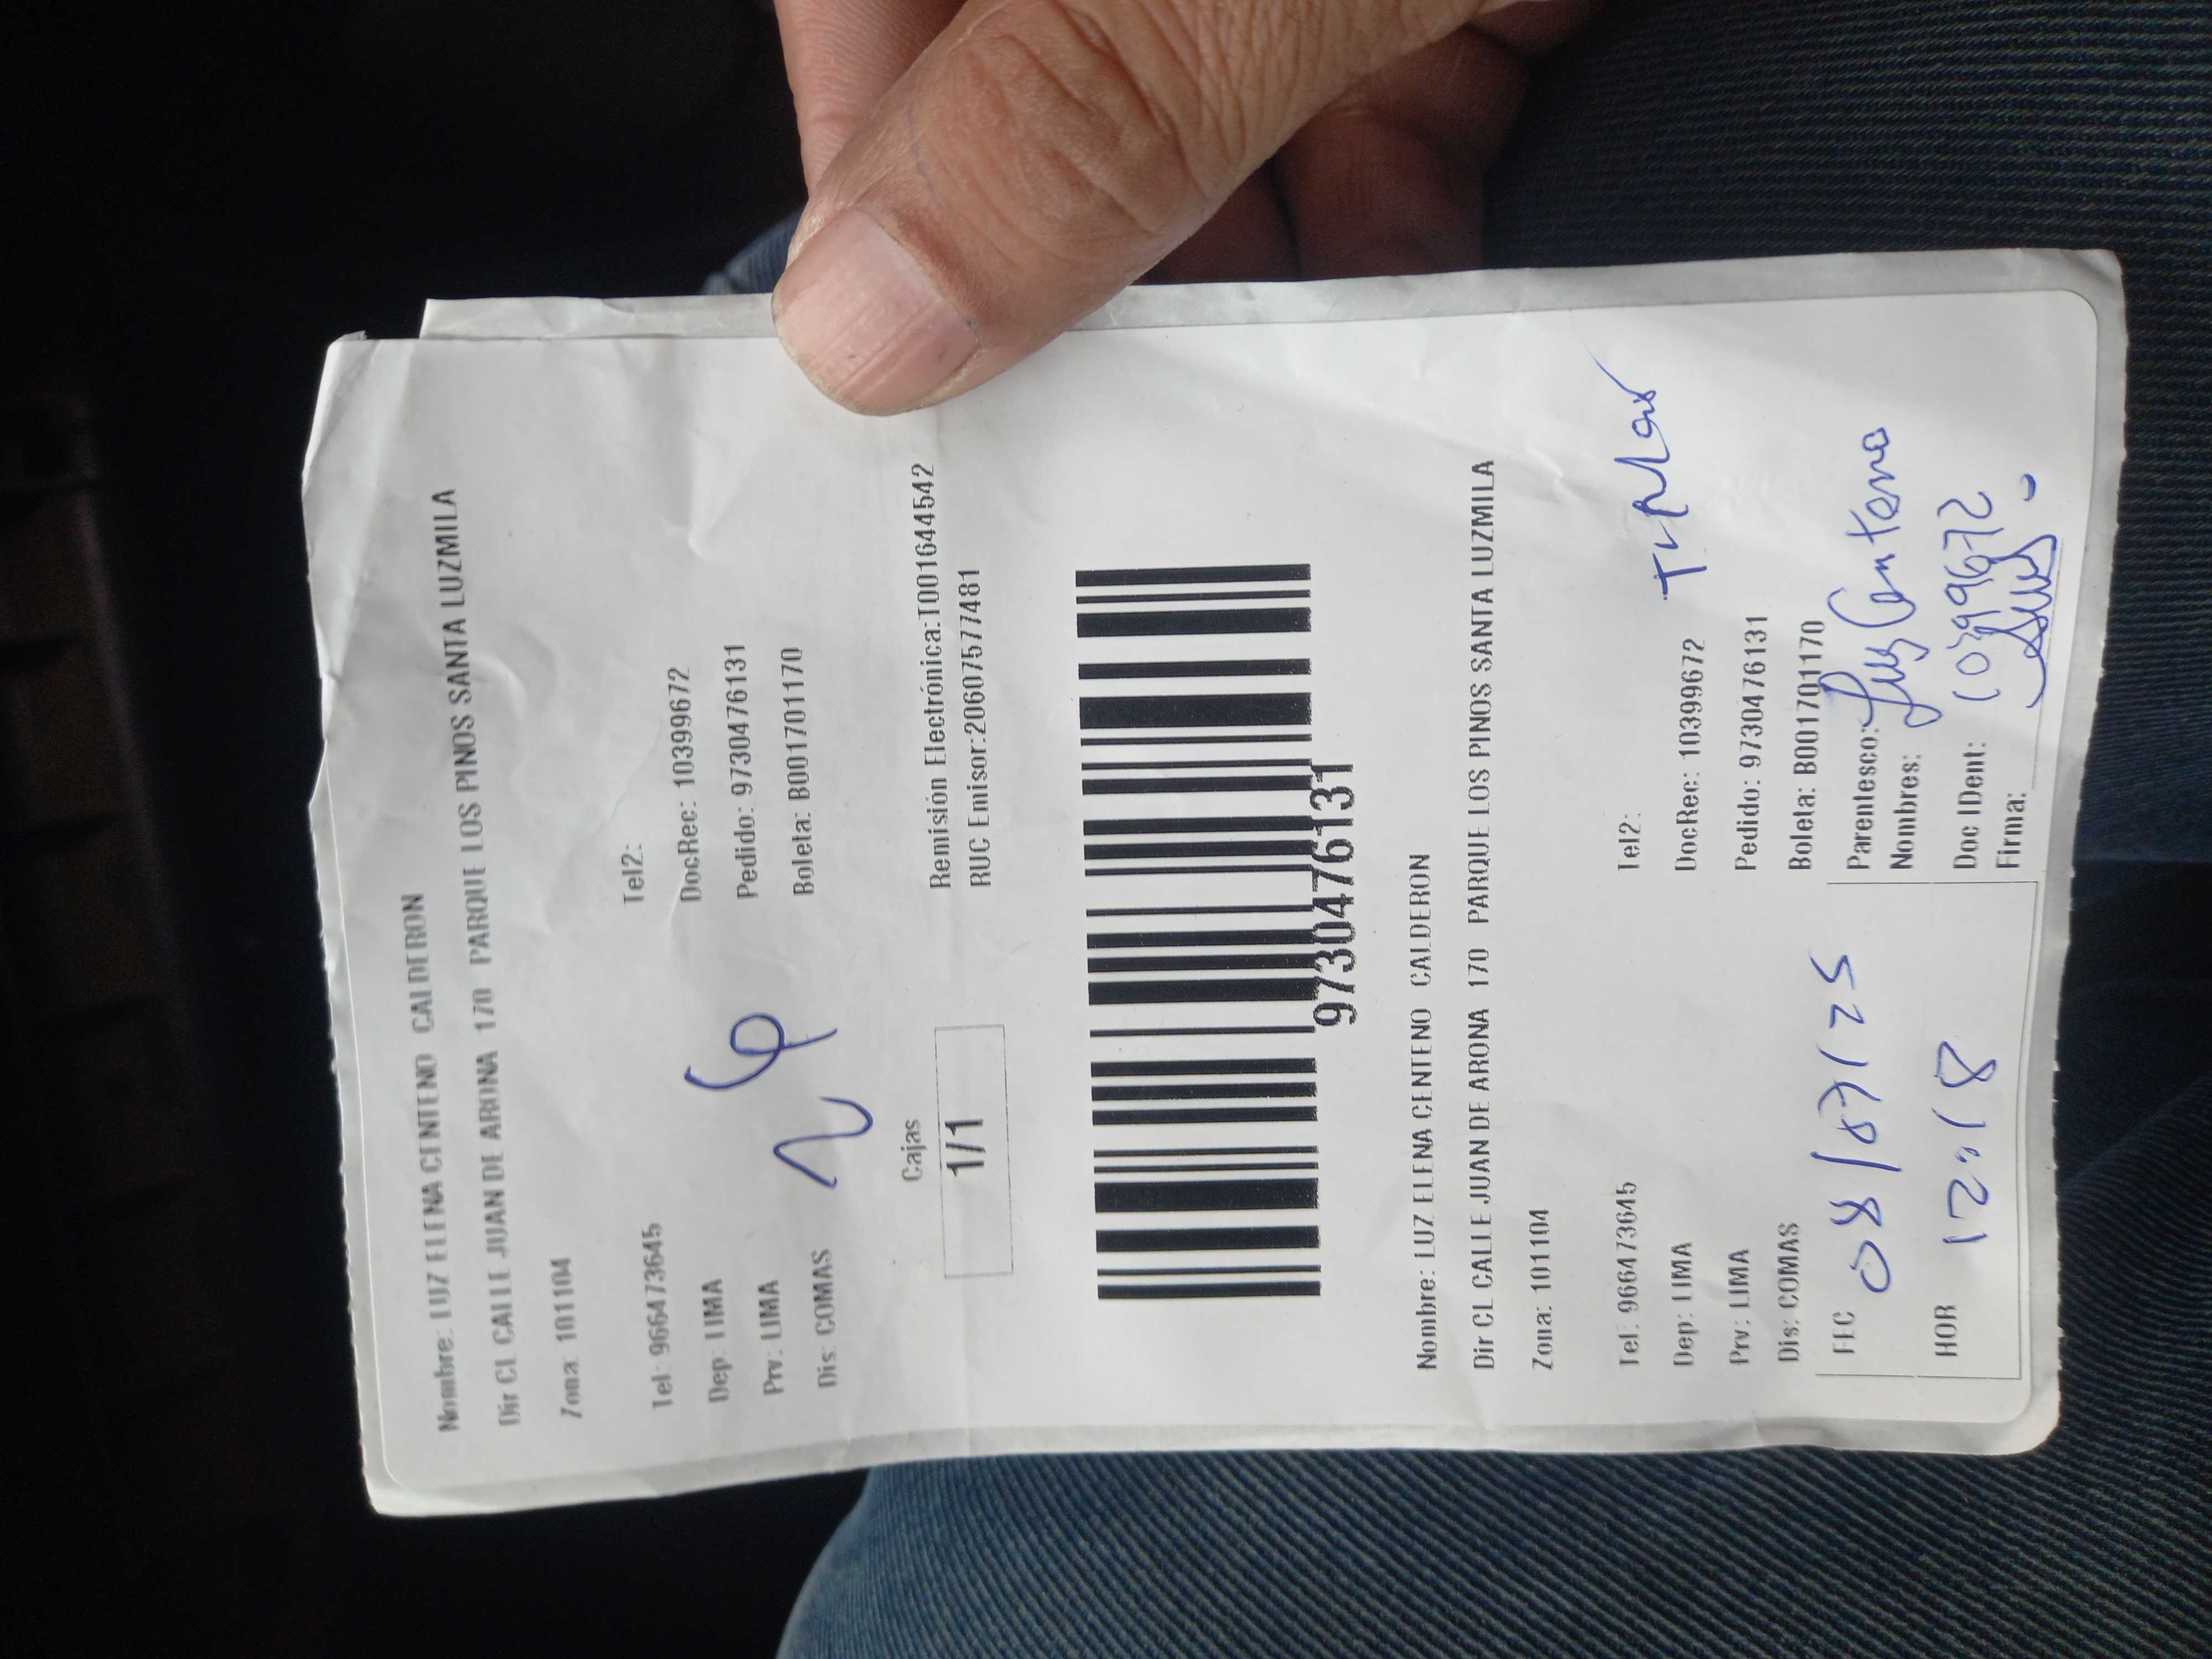 Nombre: LUZ ELENA CENTENO CALDERON
Dir CL CALLE JUAN DE ARONA 170 PARQUE LOS PINOS SANTA LUZMILA
Zona: 101104
Tel: 966473645 Tel2:
Dep: LIMA DocRec: 10399672
Prv: LIMA Pedido: 9730476131
Dis: COMAS Boleta: B001701170
Cajas
1/1
Remisión Electrónica:T00164454​2
RUC Emisor:20607577481
9730476131
Nombre: LUZ ELENA CENTENO CALDERON
Dir CL CALLE JUAN DE ARONA 170 PARQUE LOS PINOS SANTA LUZMILA
Zona: 101104
Tel: 966473645 Tel2:
Dep: LIMA DocRec: 10399672 Titular
Prv: LIMA Pedido: 9730476131
Dis: COMAS Boleta: B001701170
FEC 08/07/25 Parentesco:
Nombres: Luz Centeno
HOR 12:18 Doc IDent: 10399672
Firma: